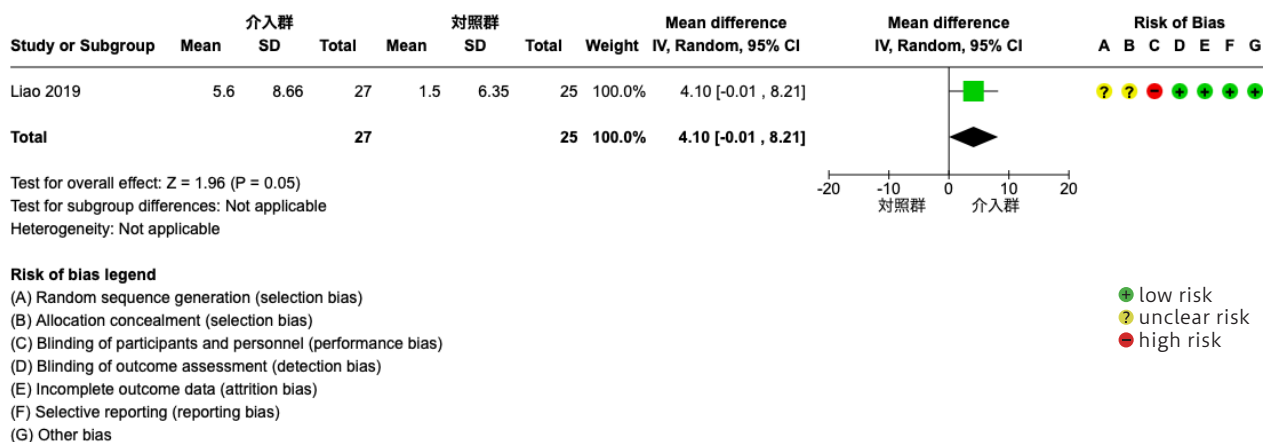 介入群 対照群 Mean difference Mean difference Risk of Bias
Study or Subgroup Mean SD Total Mean SD Total Weight IV, Random, 95% CI IV, Random, 95% CI A B C D E F G
Liao 2019 5.6 8.66 27 1.5 6.35 25 100.0% 4.10 [-0.01 , 8.21] ? ? − + + + +
Total 27 25 100.0% 4.10 [-0.01 , 8.21]
Test for overall effect: Z = 1.96 (P = 0.05)
Test for subgroup differences: Not applicable
Heterogeneity: Not applicable
-20 -10 0 10 20
対照群 介入群
Risk of bias legend
(A) Random sequence generation (selection bias)
(B) Allocation concealment (selection bias)
(C) Blinding of participants and personnel (performance bias)
(D) Blinding of outcome assessment (detection bias)
(E) Incomplete outcome data (attrition bias)
(F) Selective reporting (reporting bias)
(G) Other bias
+ low risk
? unclear risk
− high risk